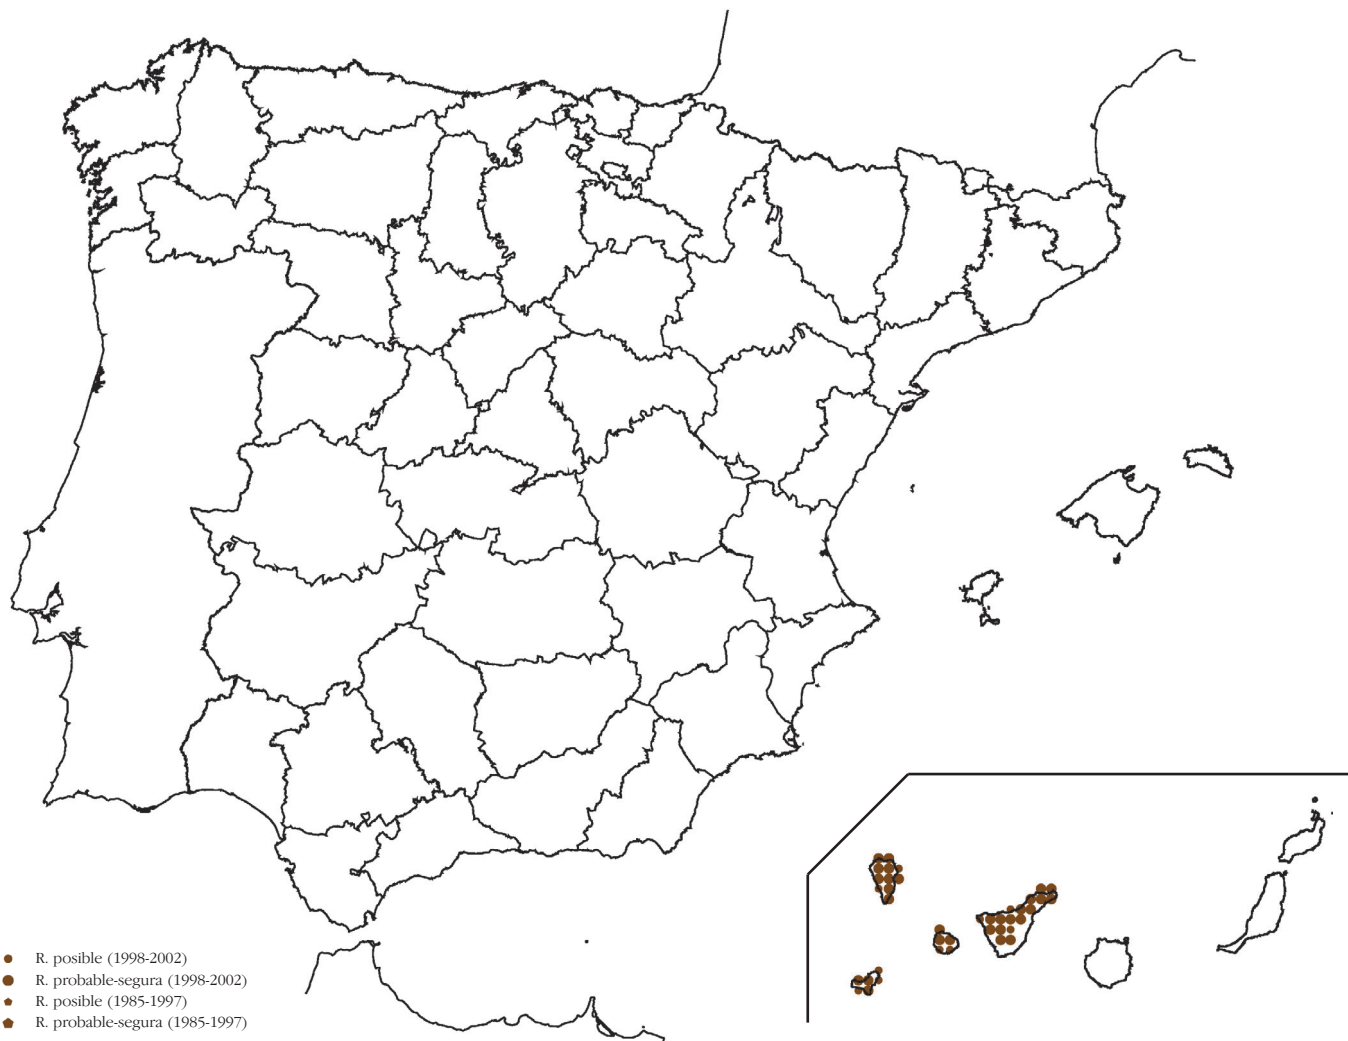 R. posible (1998-2002)
R. probable-segura (1998-2002)
R. posible (1985-1997)
R. probable-segura (1985-1997)